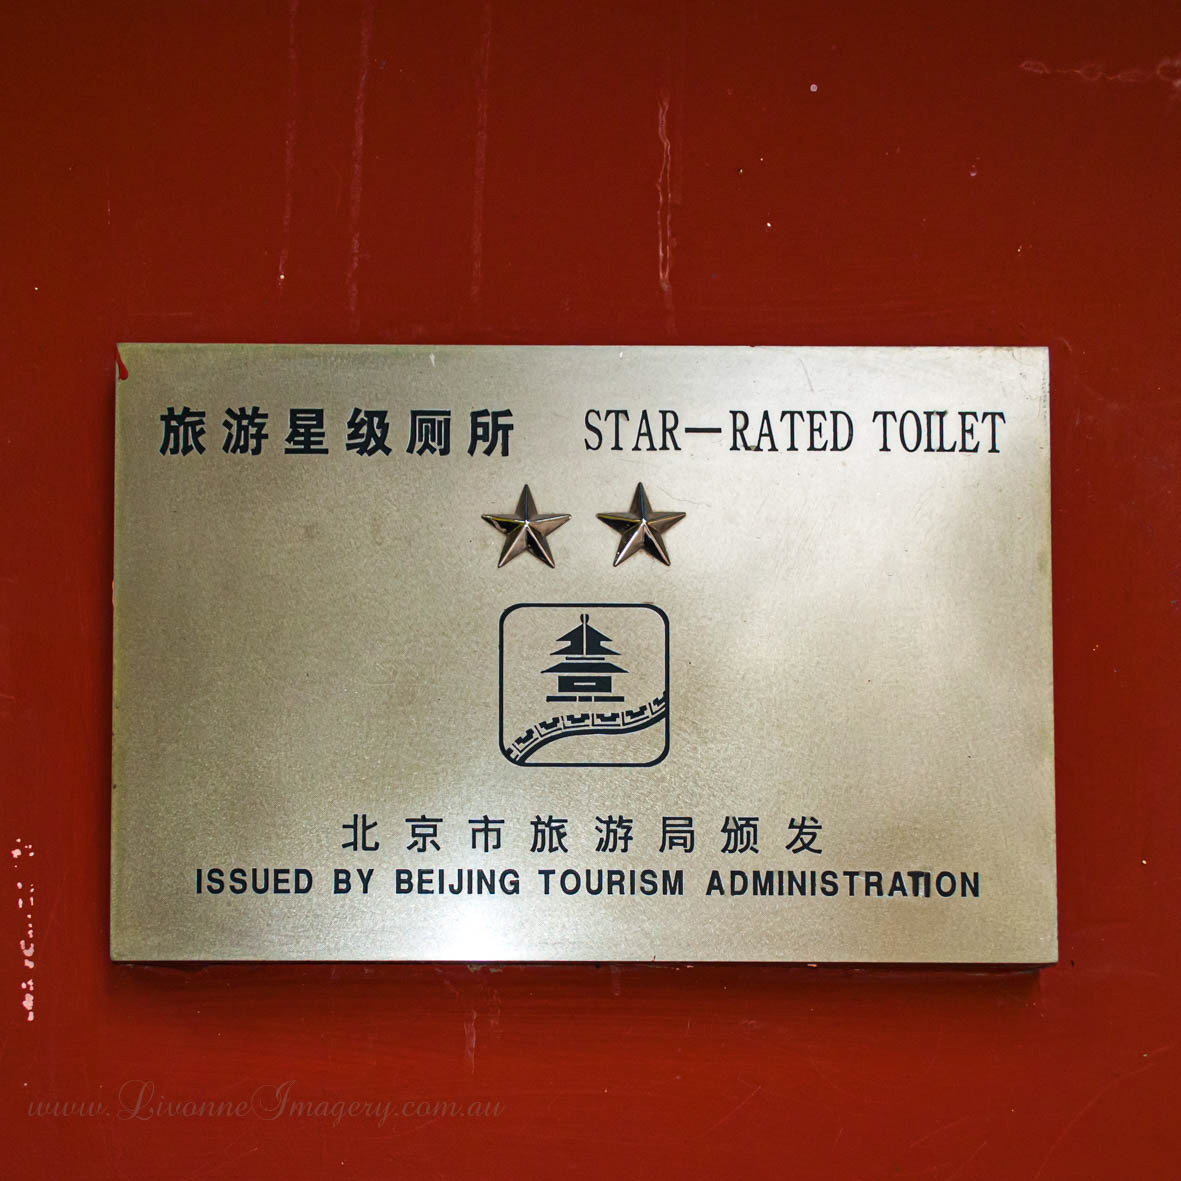 旅游星级厕所 STAR—RATED TOILET
北京市旅游局颁发
ISSUED BY BEIJING TOURISM ADMINISTRATION
www.LivonneImagery.com.au